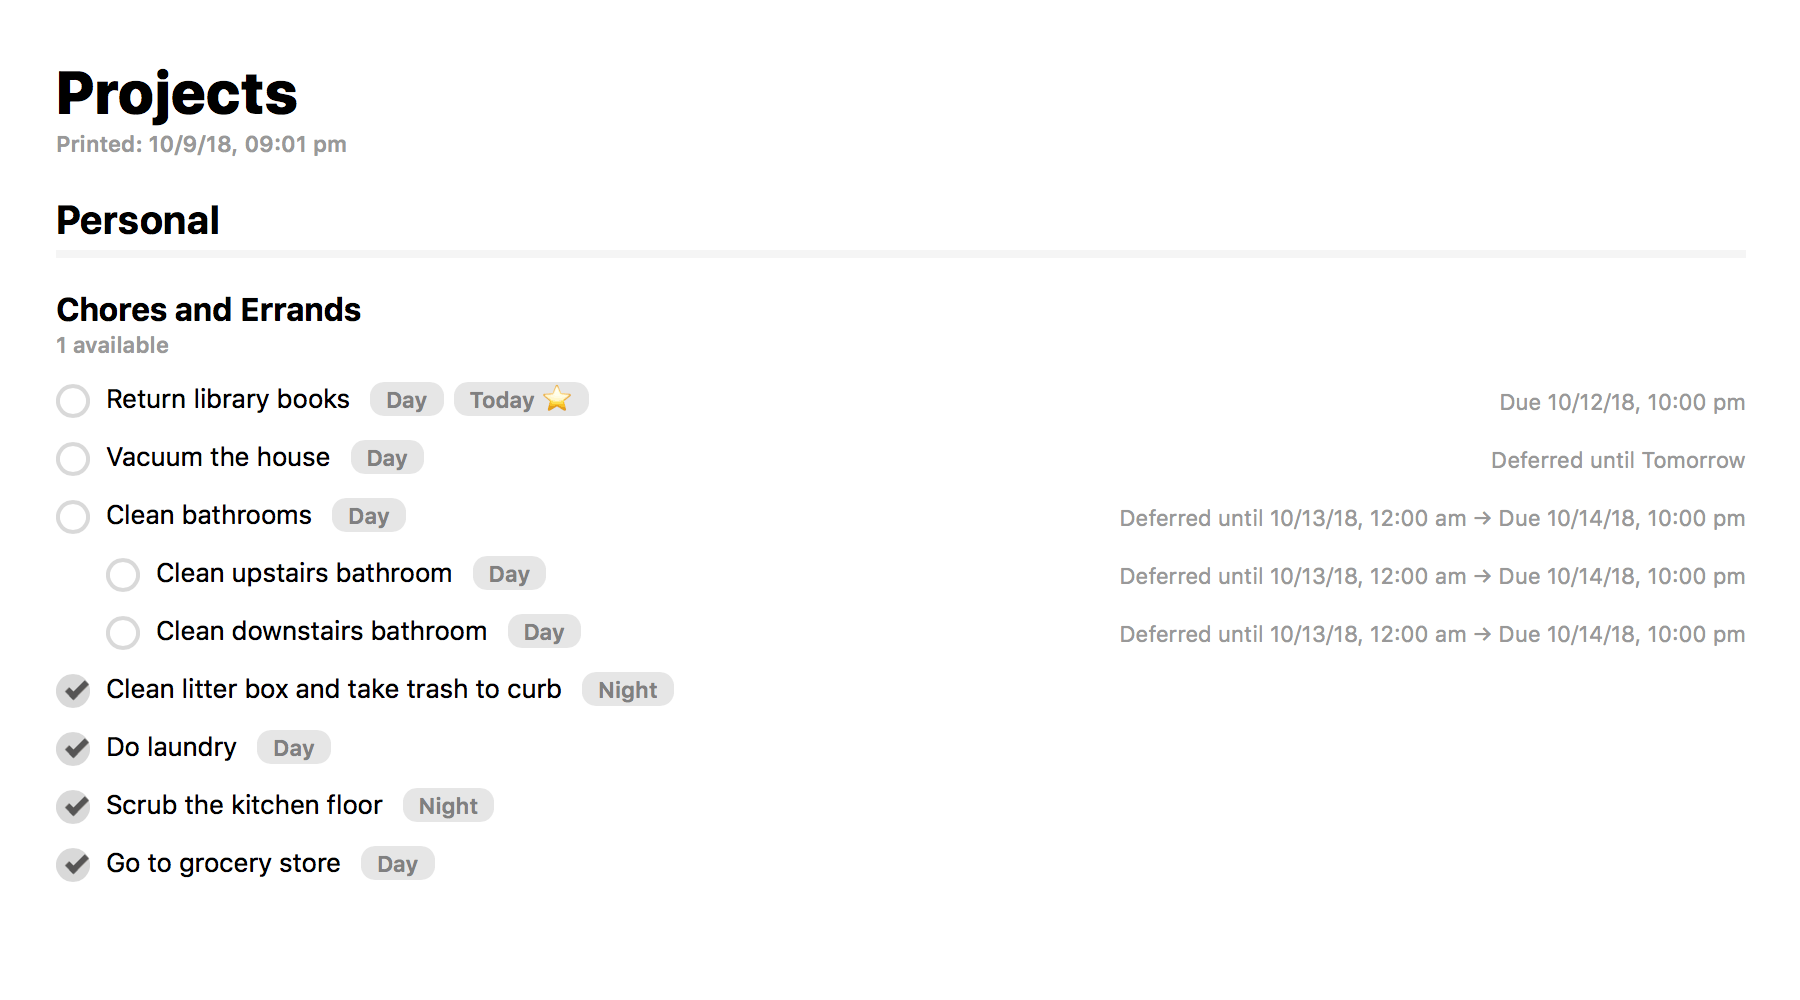 Projects
Printed: 10/9/18, 09:01 pm
Personal
Chores and Errands
1 available
Return library books Day Today ⭐ Due 10/12/18, 10:00 pm
Vacuum the house Day Deferred until Tomorrow
Clean bathrooms Day Deferred until 10/13/18, 12:00 am → Due 10/14/18, 10:00 pm
Clean upstairs bathroom Day Deferred until 10/13/18, 12:00 am → Due 10/14/18, 10:00 pm
Clean downstairs bathroom Day Deferred until 10/13/18, 12:00 am → Due 10/14/18, 10:00 pm
Clean litter box and take trash to curb Night
Do laundry Day
Scrub the kitchen floor Night
Go to grocery store Day